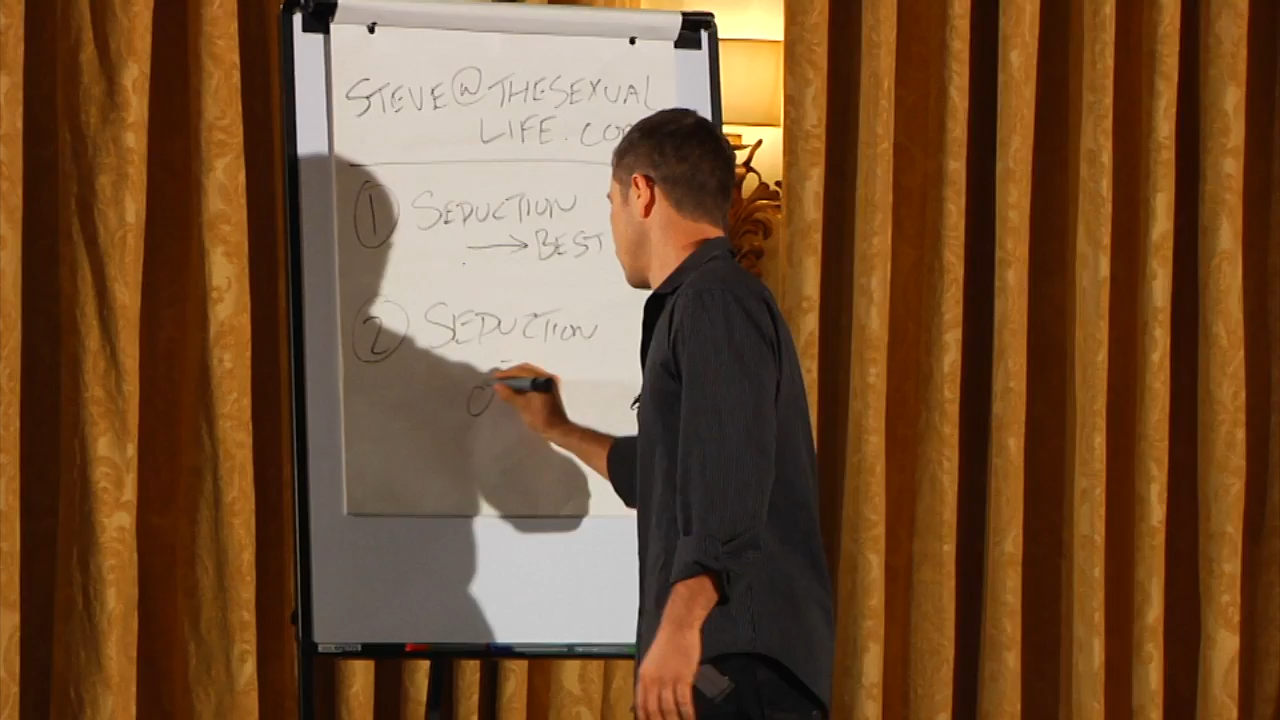 STEVE@THESEXUAL
LIFE.CO
1 SEDUCTION
→ BEST
2 SEDUCTION